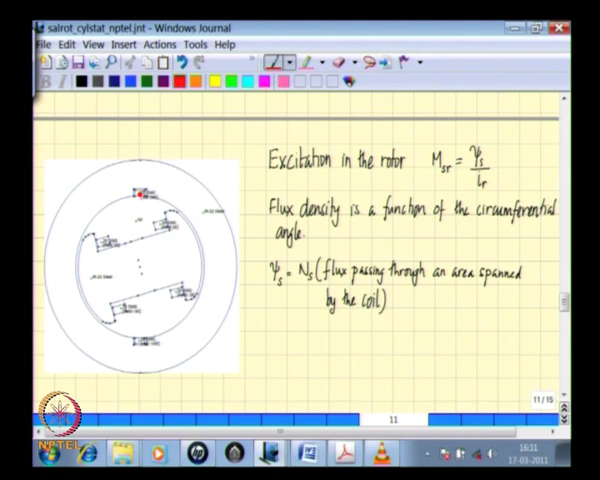 salrot_cylstat_nptel.jnt - Windows Journal
File Edit View Insert Actions Tools Help
Excitation in the rotor Msr = ψs / ir
Flux density is a function of the circumferential
angle.
ψs = Ns (flux passing through an area spanned
by the coil)
11 / 15
11
NPTEL
16:31
17-03-2011